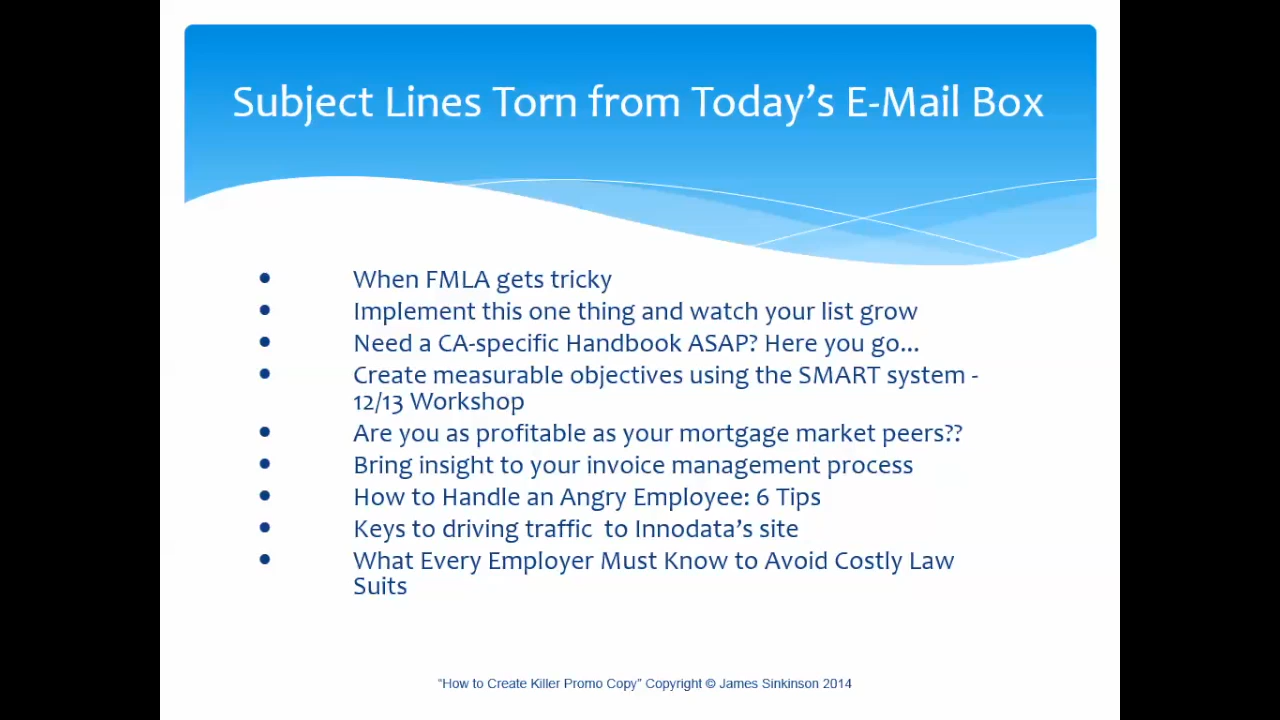 Subject Lines Torn from Today's E-Mail Box
• When FMLA gets tricky
• Implement this one thing and watch your list grow
• Need a CA-specific Handbook ASAP? Here you go...
• Create measurable objectives using the SMART system -
12/13 Workshop
• Are you as profitable as your mortgage market peers??
• Bring insight to your invoice management process
• How to Handle an Angry Employee: 6 Tips
• Keys to driving traffic  to Innodata's site
• What Every Employer Must Know to Avoid Costly Law
Suits
"How to Create Killer Promo Copy" Copyright © James Sinkinson 2014